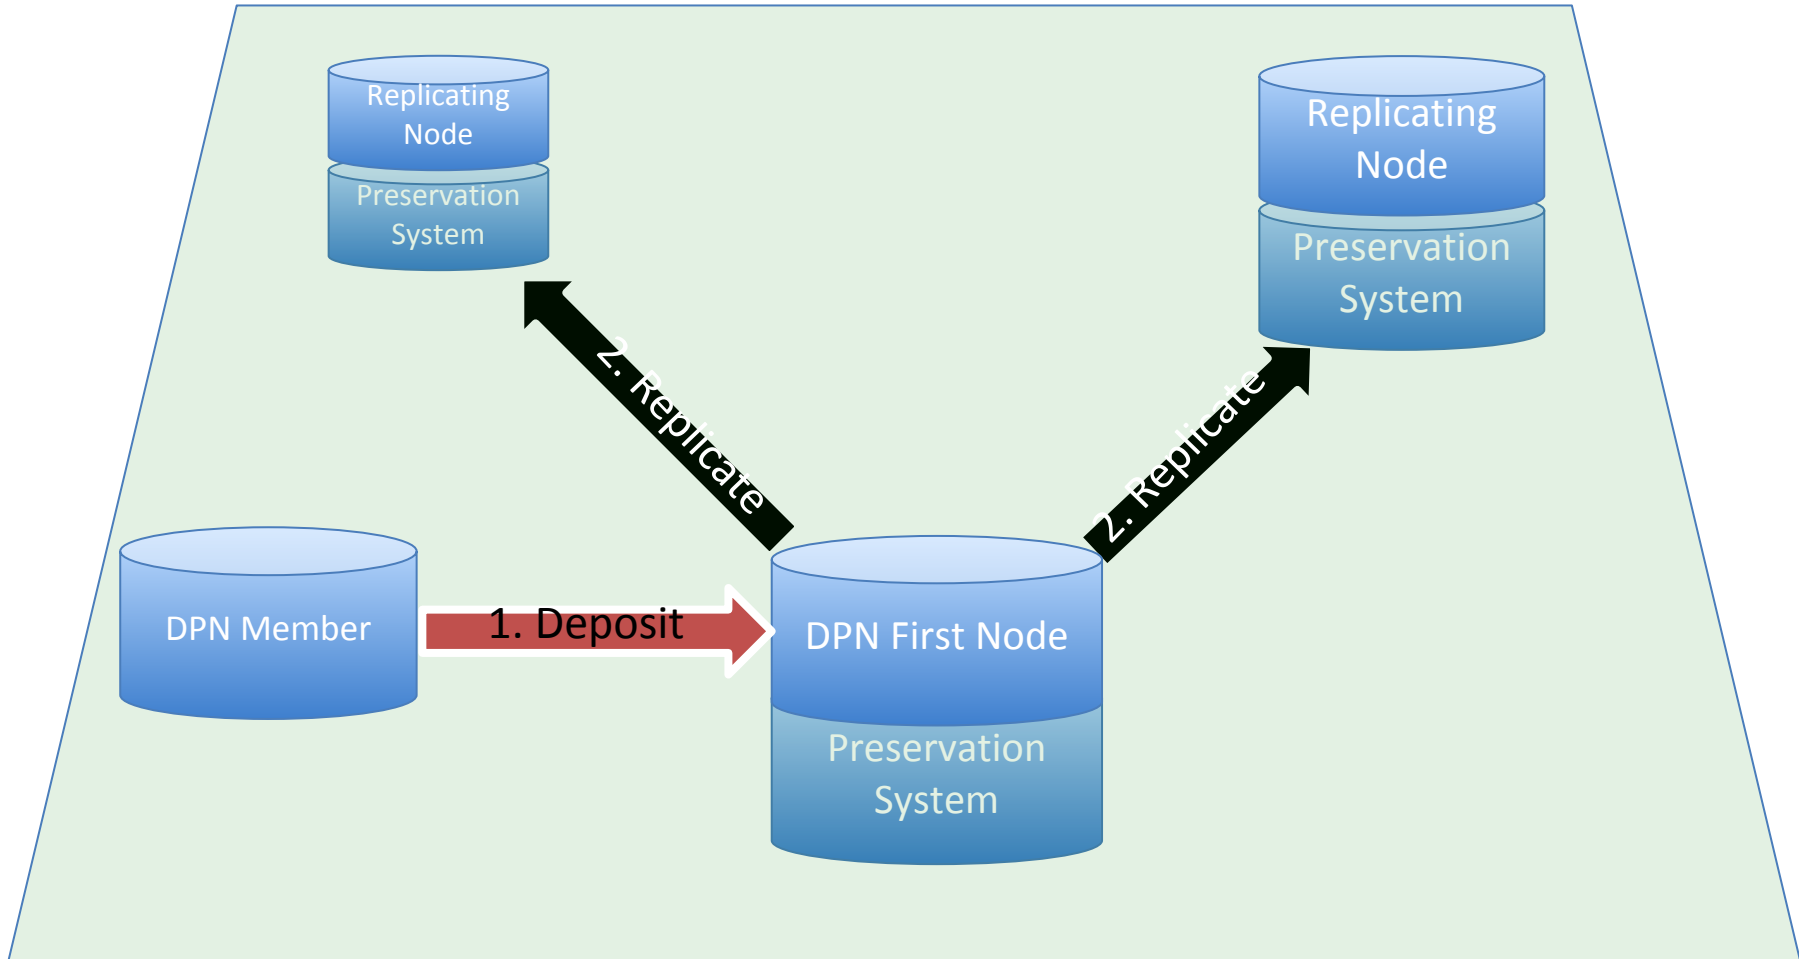 Replicating
Node
Preservation
System
Replicating
Node
Preservation
System
2. Replicate
2. Replicate
DPN Member
1. Deposit
DPN First Node
Preservation
System